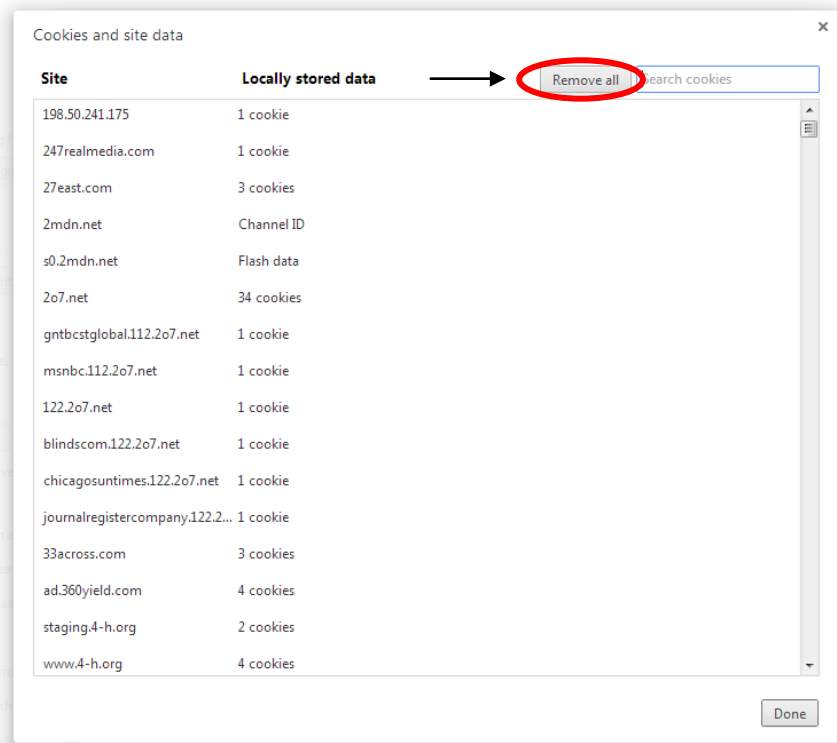 Cookies and site data
Site Locally stored data Remove all Search cookies
198.50.241.175 1 cookie
247realmedia.com 1 cookie
27east.com 3 cookies
2mdn.net Channel ID
s0.2mdn.net Flash data
2o7.net 34 cookies
gntbcstglobal.112.2o7.net 1 cookie
msnbc.112.2o7.net 1 cookie
122.2o7.net 1 cookie
blindscom.122.2o7.net 1 cookie
chicagosuntimes.122.2o7.net 1 cookie
journalregistercompany.122.2... 1 cookie
33across.com 3 cookies
ad.360yield.com 4 cookies
staging.4-h.org 2 cookies
www.4-h.org 4 cookies
Done